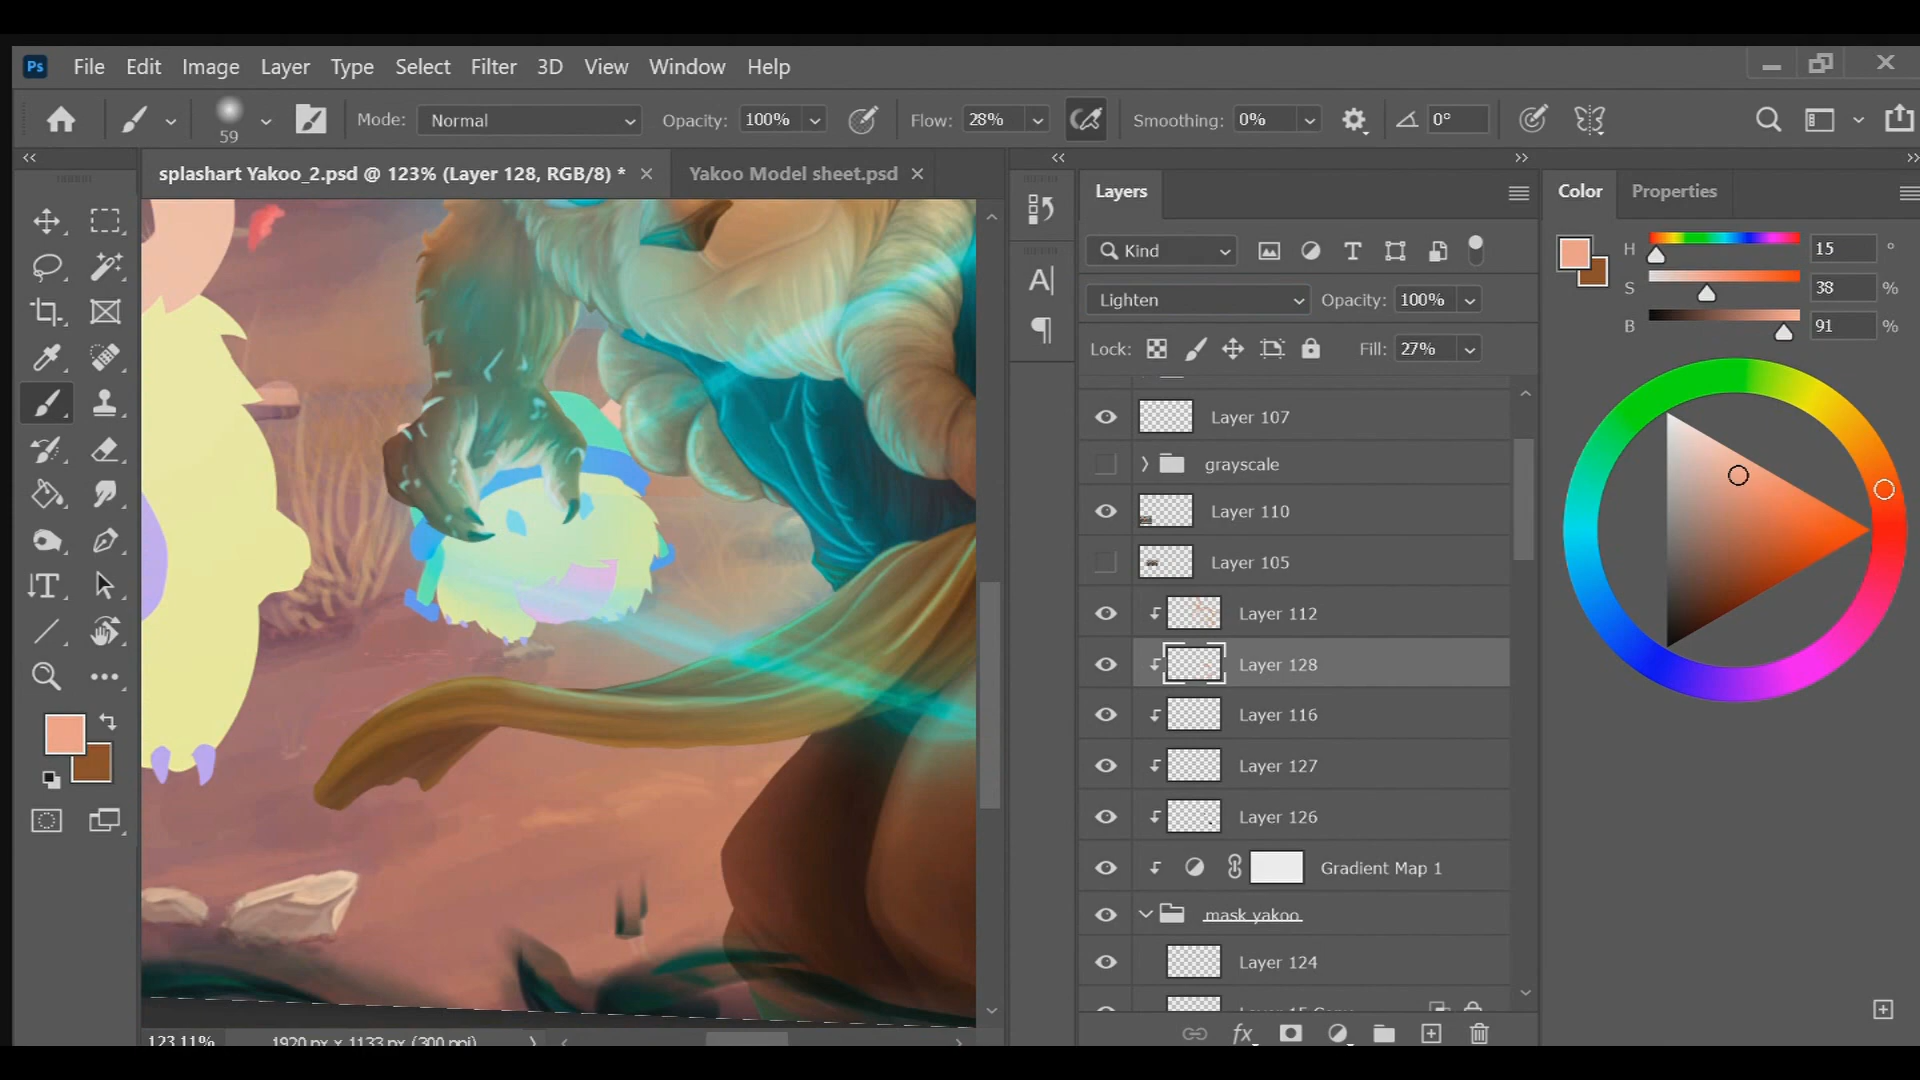 Ps File Edit Image Layer Type Select Filter 3D View Window Help
59 Mode: Normal Opacity: 100% Flow: 28% Smoothing: 0% 0°
splashart Yakoo_2.psd @ 123% (Layer 128, RGB/8) * Yakoo Model sheet.psd
Layers
Color Properties
Kind
H 15 °
Lighten Opacity: 100%
S 38 %
B 91 %
Lock: Fill: 27%
Layer 107
grayscale
Layer 110
Layer 105
Layer 112
Layer 128
Layer 116
Layer 127
Layer 126
Gradient Map 1
mask yakoo
Layer 124
Layer 15 Copy
123.11% 1920 px x 1133 px (300 ppi)
fx